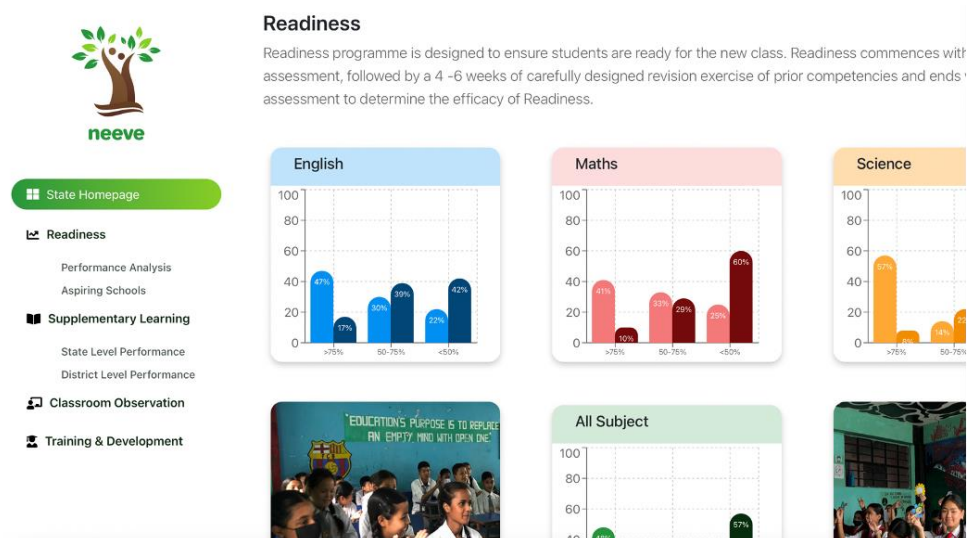 neeve
State Homepage
Readiness
Performance Analysis
Aspiring Schools
Supplementary Learning
State Level Performance
District Level Performance
Classroom Observation
Training & Development
Readiness
Readiness programme is designed to ensure students are ready for the new class. Readiness commences with
assessment, followed by a 4 -6 weeks of carefully designed revision exercise of prior competencies and ends
assessment to determine the efficacy of Readiness.
English
100
80
60
40
20
0
47%
17%
30%
39%
22%
42%
>75%
50-75%
<50%
Maths
100
80
60
40
20
0
41%
10%
33%
29%
25%
60%
>75%
50-75%
<50%
Science
100
80
60
40
20
0
57%
8%
14%
>75%
50-75%
"EDUCATION'S PURPOSE IS TO REPLACE
AN EMPTY MIND WITH OPEN ONE"
All Subject
100
80
60
40
57%